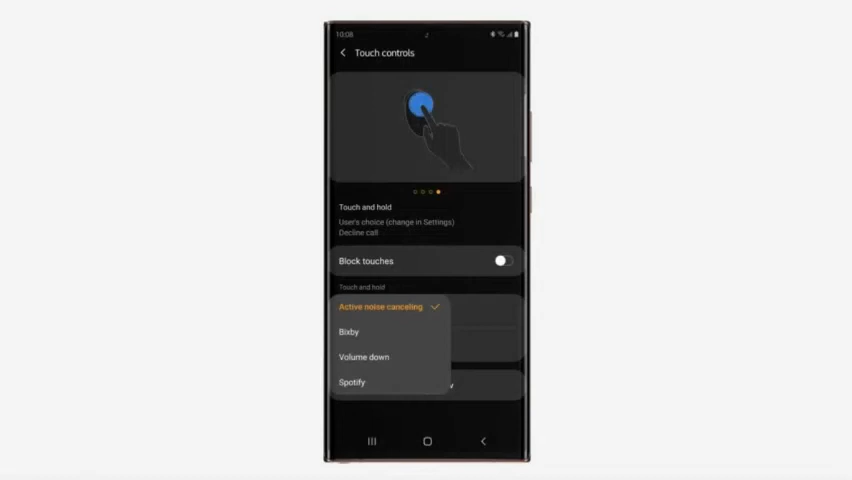 10:08
Touch controls
Touch and hold
User's choice (change in Settings)
Decline call
Block touches
Touch and hold
Active noise canceling
Bixby
Volume down
Spotify